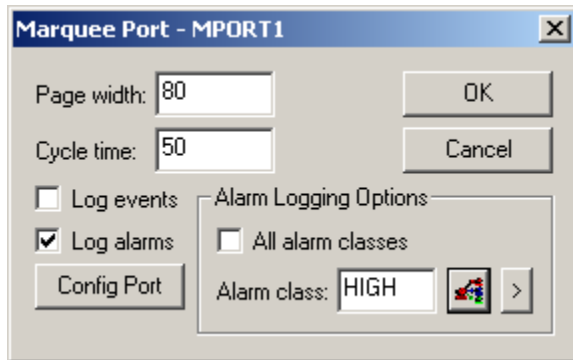 Marquee Port - MPORT1
Page width: 80
OK
Cycle time: 50
Cancel
Log events
Alarm Logging Options
Log alarms
All alarm classes
Config Port
Alarm class: HIGH
>